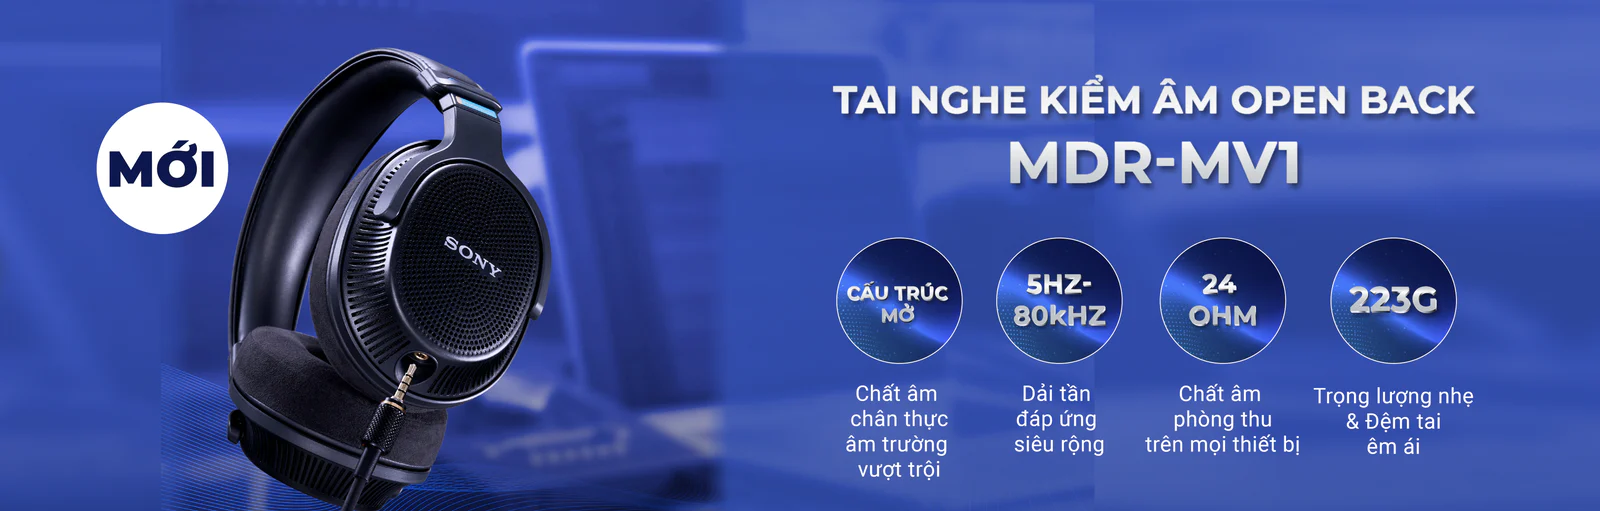 MỚI
SONY
TAI NGHE KIỂM ÂM OPEN BACK
MDR-MV1
CẤU TRÚC
MỞ
Chất âm
chân thực
âm trường
vượt trội
5HZ-
80kHZ
Dải tần
đáp ứng
siêu rộng
24
OHM
Chất âm
phòng thu
trên mọi thiết bị
223G
Trọng lượng nhẹ
& Đệm tai
êm ái